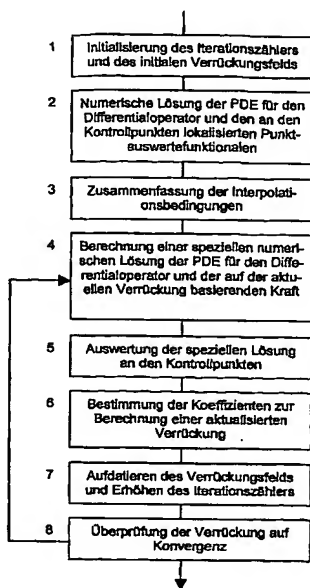 1 Initialisierung des Iterationszählers
und des initialen Verrückungsfelds
2 Numerische Lösung der PDE für den
Differentialoperator und den an den
Kontrollpunkten lokalisierten Punkt-
auswertefunktionalen
3 Zusammenfassung der Interpolati-
onsbedingungen
4 Berechnung einer speziellen numeri-
schen Lösung der PDE für den Diffe-
rentialoperator und der auf der aktu-
ellen Verrückung basierenden Kraft
5 Auswertung der speziellen Lösung
an den Kontrollpunkten
6 Bestimmung der Koeffizienten zur
Berechnung einer aktualisierten
Verrückung
7 Aufdatieren des Verrückungsfelds
und Erhöhen des Iterationszählers
8 Überprüfung der Verrückung auf
Konvergenz